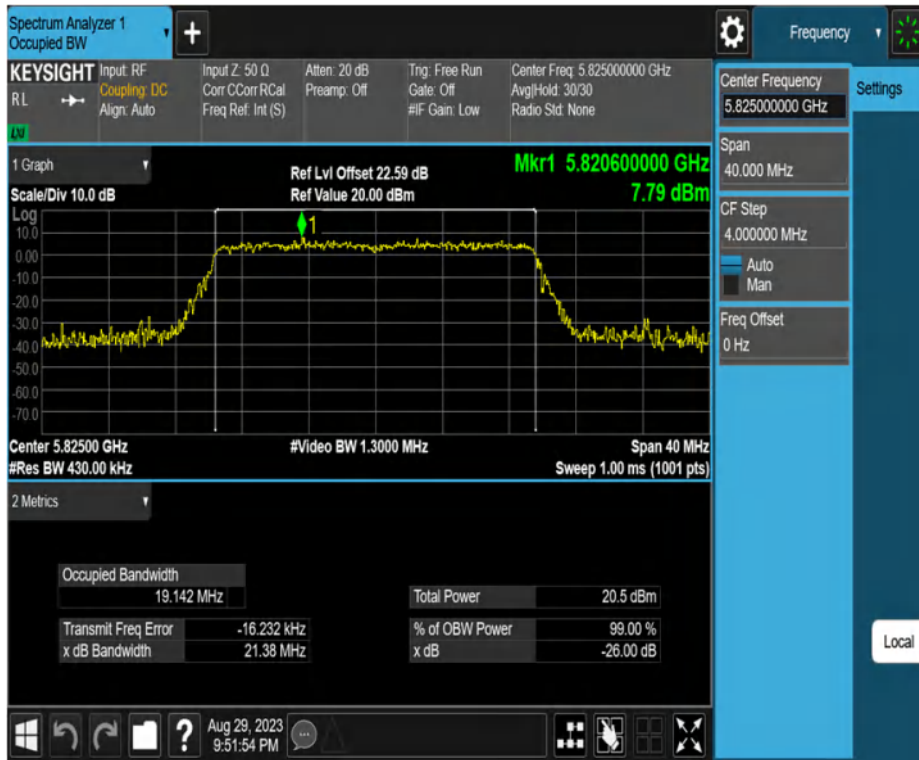 Spectrum Analyzer 1
Occupied BW
+
Frequency
KEYSIGHT
RL
LXI
Input: RF
Coupling: DC
Align: Auto
Input Z: 50 Ω
Corr CCorr RCal
Freq Ref: Int (S)
Atten: 20 dB
Preamp: Off
Trig: Free Run
Gate: Off
#IF Gain: Low
Center Freq: 5.825000000 GHz
Avg|Hold: 30/30
Radio Std: None
Center Frequency
5.825000000 GHz
Settings
Span
40.000 MHz
CF Step
4.000000 MHz
Auto
Man
Freq Offset
0 Hz
1 Graph
Scale/Div 10.0 dB
Ref Lvl Offset 22.59 dB
Ref Value 20.00 dBm
Mkr1 5.820600000 GHz
7.79 dBm
Log
10.0
0.00
-10.0
-20.0
-30.0
-40.0
-50.0
-60.0
-70.0
1
Center 5.82500 GHz
#Res BW 430.00 kHz
#Video BW 1.3000 MHz
Span 40 MHz
Sweep 1.00 ms (1001 pts)
2 Metrics
Occupied Bandwidth
19.142 MHz
Total Power 20.5 dBm
Transmit Freq Error -16.232 kHz
% of OBW Power 99.00 %
x dB Bandwidth 21.38 MHz
x dB -26.00 dB
Local
?
Aug 29, 2023
9:51:54 PM